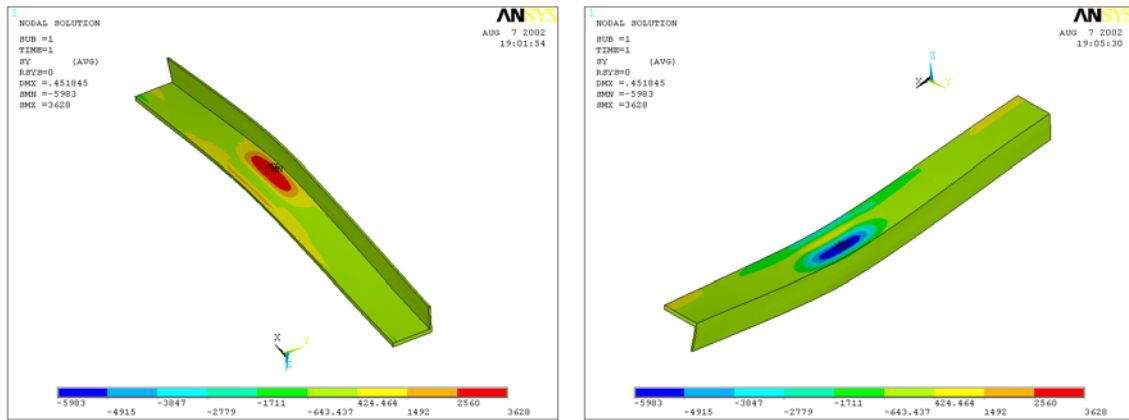 1
ANSYS
NODAL SOLUTION
AUG 7 2002
19:01:54
SUB =1
TIME=1
SY (AVG)
RSYS=0
DMX =.451845
SMN =-5983
SMX =3628
X
Y
Z
-5983 -3847 -1711 424.464 2560
-4915 -2779 -643.437 1492 3628
1
ANSYS
NODAL SOLUTION
AUG 7 2002
19:05:30
SUB =1
TIME=1
SY (AVG)
RSYS=0
DMX =.451845
SMN =-5983
SMX =3628
Z
X
Y
-5983 -3847 -1711 424.464 2560
-4915 -2779 -643.437 1492 3628